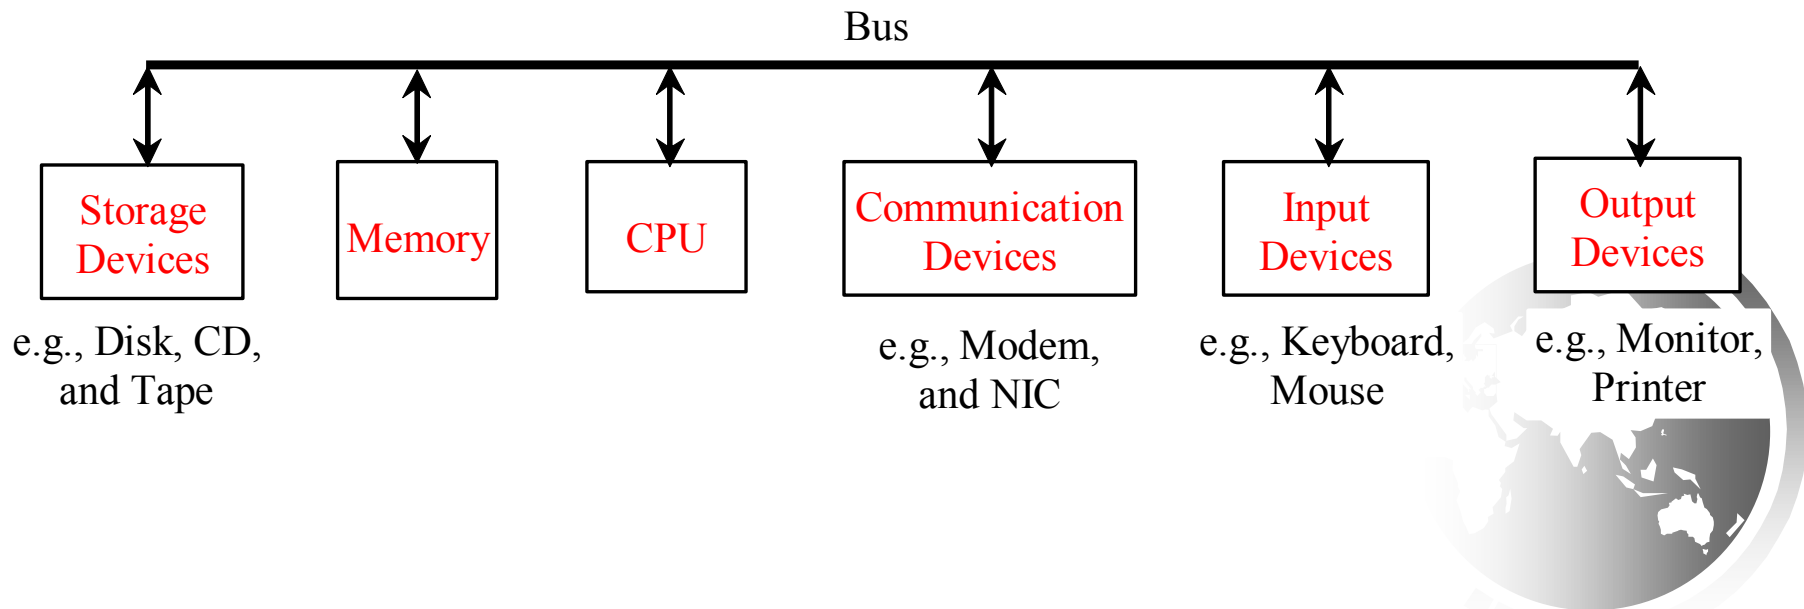 Bus
Storage
Devices
Memory
CPU
Communication
Devices
Input
Devices
Output
Devices
e.g., Disk, CD,
and Tape
e.g., Modem,
and NIC
e.g., Keyboard,
Mouse
e.g., Monitor,
Printer